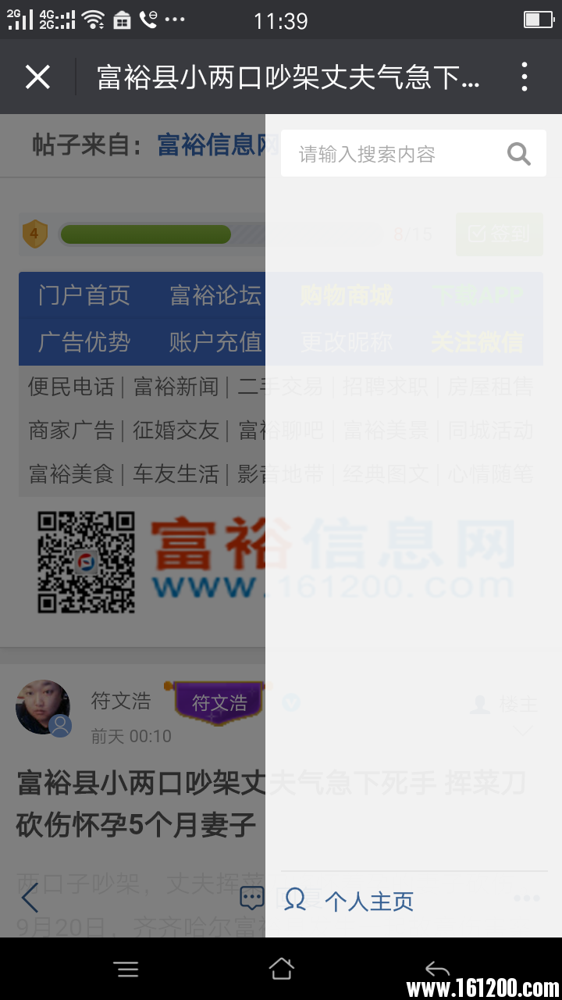 2G 4G 2G 11:39
富裕县小两口吵架丈夫气急下...
帖子来自：富裕信息网
请输入搜索内容
4 8/15 签到
门户首页 富裕论坛 购物商城 下载APP
广告优势 账户充值 更改昵称 关注微信
便民电话 | 富裕新闻 | 二手交易 | 招聘求职 | 房屋租售
商家广告 | 征婚交友 | 富裕聊吧 | 富裕美景 | 同城活动
富裕美食 | 车友生活 | 影音地带 | 经典图文 | 心情随笔
富裕信息网
www.161200.com
符文浩 符文浩 楼主
前天 00:10
富裕县小两口吵架丈夫气急下死手 挥菜刀
砍伤怀孕5个月妻子
两口子吵架，丈夫挥菜
回复 个人主页
9月20日，齐齐哈尔富裕
www.161200.com